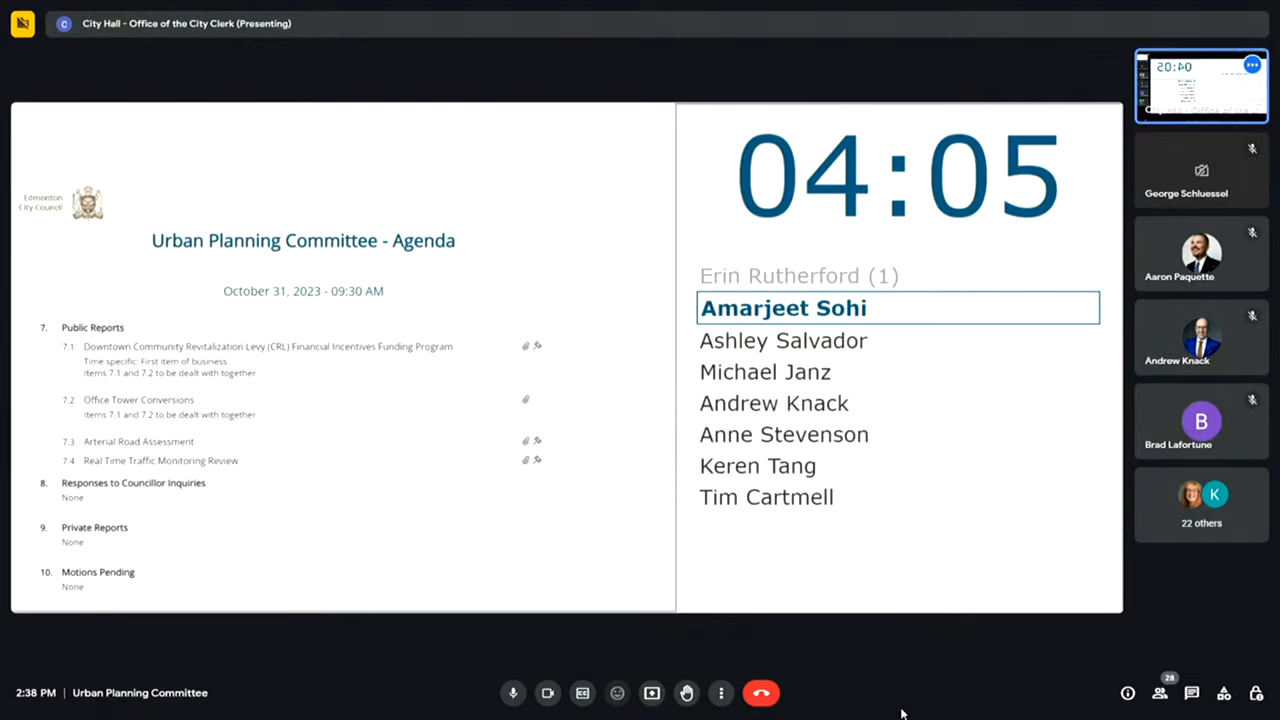 C City Hall - Office of the City Clerk (Presenting)
Edmonton
City Council
Urban Planning Committee - Agenda
October 31, 2023 - 09:30 AM
7. Public Reports
7.1 Downtown Community Revitalization Levy (CRL) Financial Incentives Funding Program
Time specific: First item of business
Items 7.1 and 7.2 to be dealt with together
7.2 Office Tower Conversions
Items 7.1 and 7.2 to be dealt with together
7.3 Arterial Road Assessment
7.4 Real Time Traffic Monitoring Review
8. Responses to Councillor Inquiries
None
9. Private Reports
None
10. Motions Pending
None
04:05
Erin Rutherford (1)
Amarjeet Sohi
Ashley Salvador
Michael Janz
Andrew Knack
Anne Stevenson
Keren Tang
Tim Cartmell
04:05
George Schluessel
Aaron Paquette
Andrew Knack
B
Brad Lafortune
K
22 others
2:38 PM | Urban Planning Committee
28